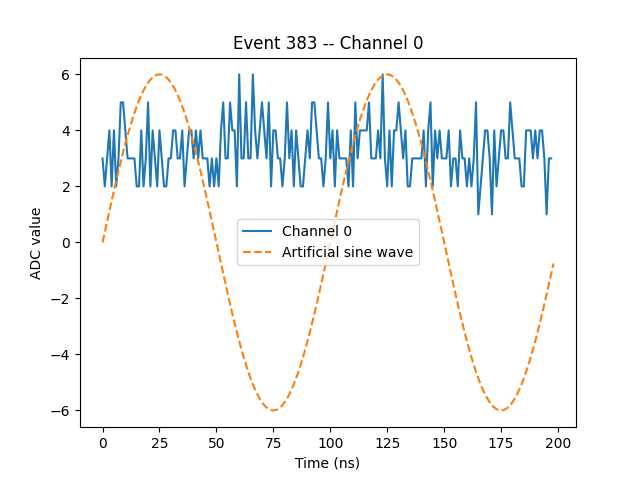 Event 383 -- Channel 0
6
4
2
0
−2
−4
−6
ADC value
Channel 0
Artificial sine wave
0 25 50 75 100 125 150 175 200
Time (ns)